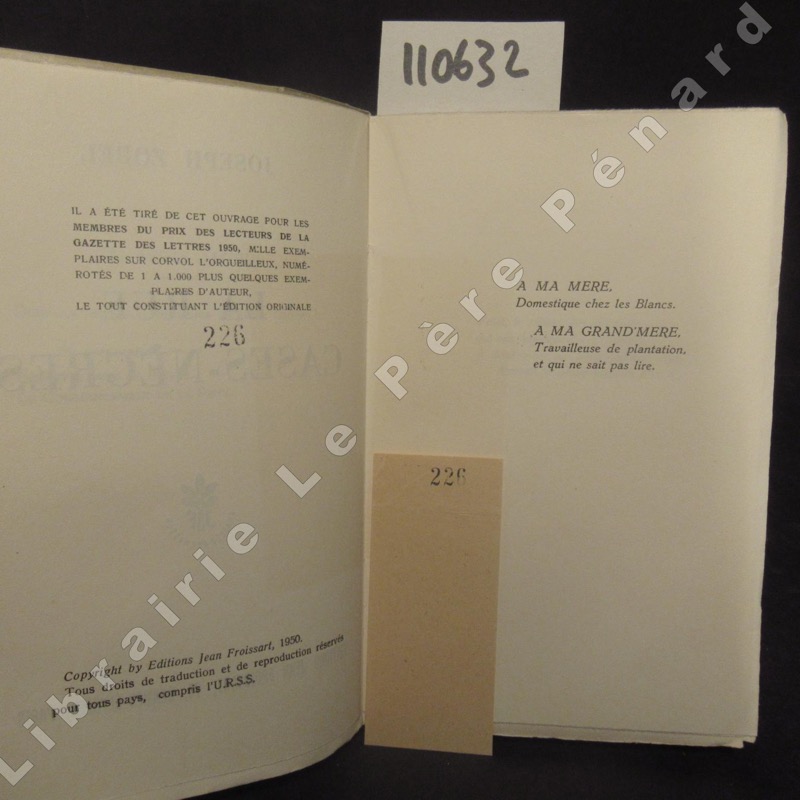 110632
IL A ÉTÉ TIRÉ DE CET OUVRAGE POUR LES
MEMBRES DU PRIX DES LECTEURS DE LA
GAZETTE DES LETTRES 1950, MILLE EXEM-
PLAIRES SUR CORVOL L'ORGUEILLEUX, NUMÉ-
ROTÉS DE 1 A 1.000 PLUS QUELQUES EXEM-
PLAIRES D'AUTEUR,
LE TOUT CONSTITUANT L'ÉDITION ORIGINALE
226
Copyright by Editions Jean Froissart, 1950.
Tous droits de traduction et de reproduction réservés
pour tous pays, compris l'U.R.S.S.
A MA MERE.
Domestique chez les Blancs.
A MA GRAND'MERE.
Travailleuse de plantation,
et qui ne sait pas lire.
226
Librairie Le Père Pénard
JOSEPH ZOBEL